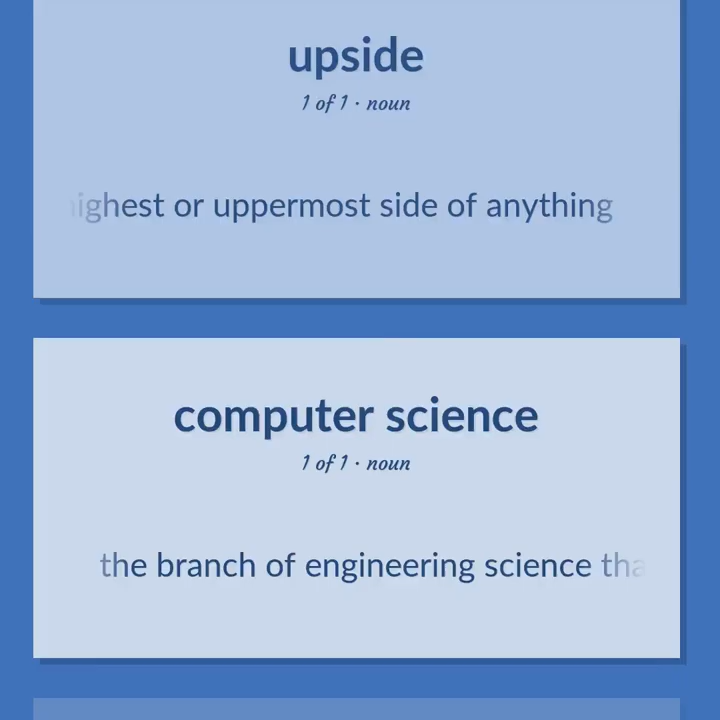 upside
1 of 1 · noun
highest or uppermost side of anything
computer science
1 of 1 · noun
the branch of engineering science tha